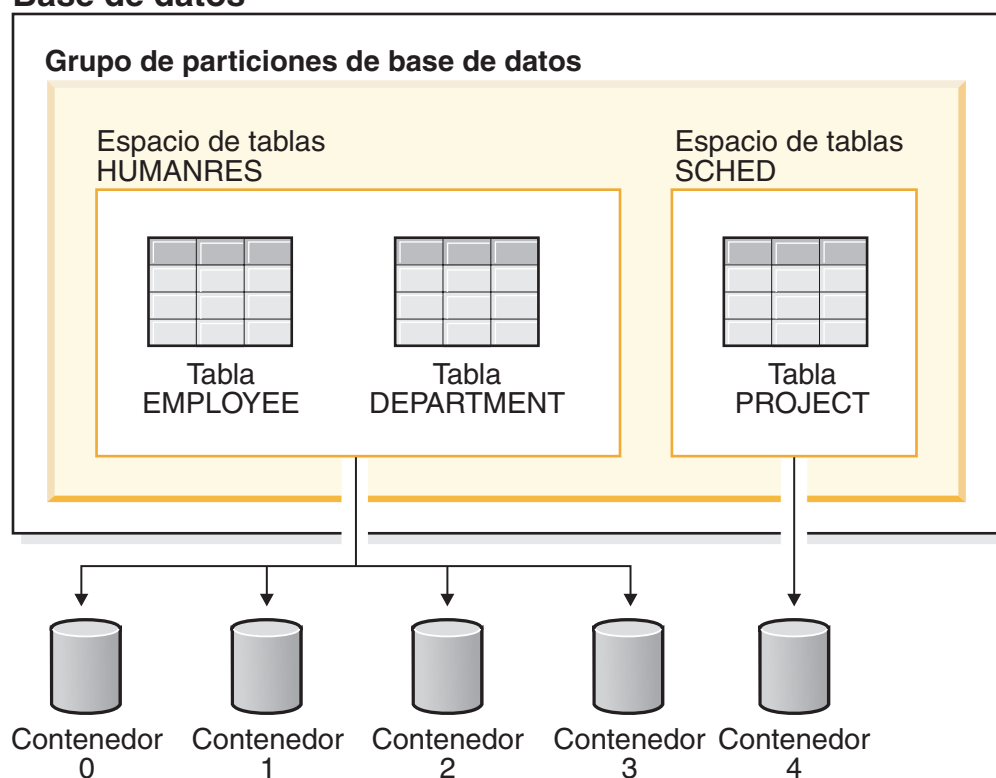 Base de datos
Grupo de particiones de base de datos
Espacio de tablas
HUMANRES
Espacio de tablas
SCHED
Tabla
EMPLOYEE
Tabla
DEPARTMENT
Tabla
PROJECT
Contenedor
0
Contenedor
1
Contenedor
2
Contenedor
3
Contenedor
4